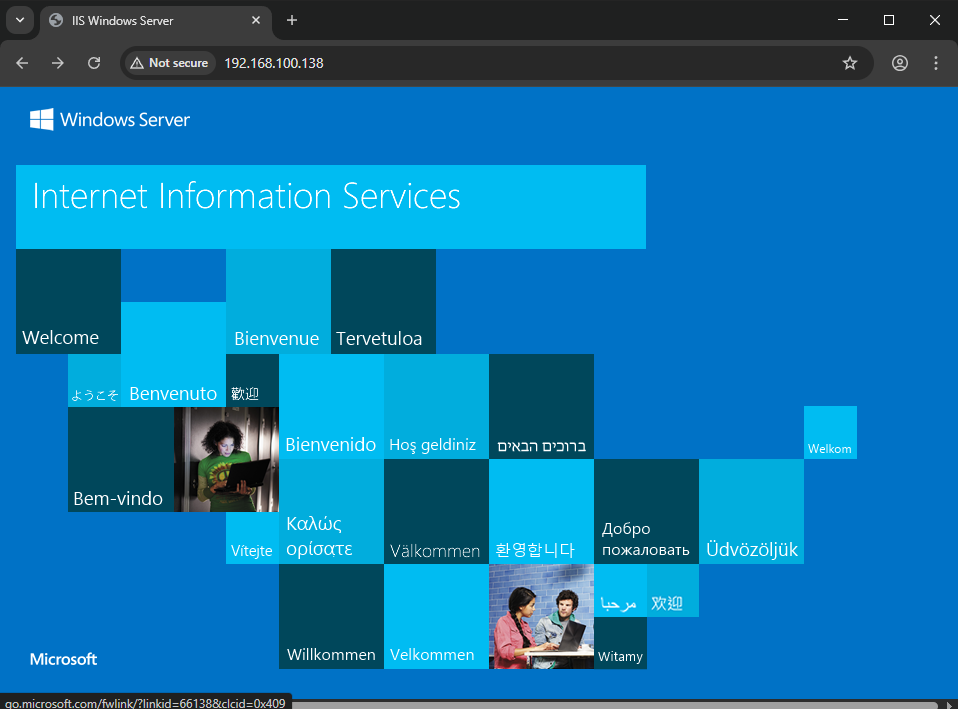 IIS Windows Server
Not secure
192.168.100.138
Windows Server
Internet Information Services
Welcome
Bienvenue
Tervetuloa
ようこそ
Benvenuto
歡迎
Bienvenido
Hoş geldiniz
ברוכים הבאים
Welkom
Bem-vindo
Vítejte
Καλώς
ορίσατε
Välkommen
환영합니다
Добро
пожаловать
Üdvözöljük
Willkommen
Velkommen
مرحبا
欢迎
Witamy
Microsoft
go.microsoft.com/fwlink/?linkid=66138&clcid=0x409